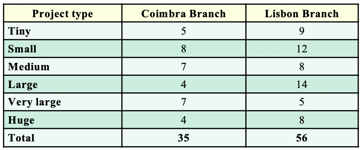 Project type Coimbra Branch Lisbon Branch
Tiny 5 9
Small 8 12
Medium 7 8
Large 4 14
Very large 7 5
Huge 4 8
Total 35 56